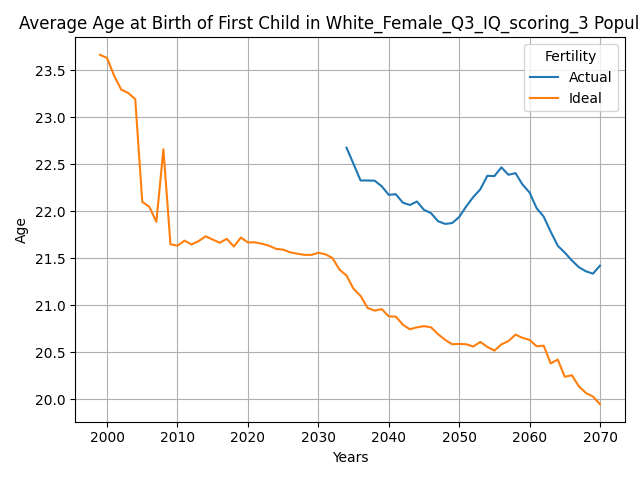 Average Age at Birth of First Child in White_Female_Q3_IQ_scoring_3 Popul
Fertility
Actual
Ideal
Age
23.5
23.0
22.5
22.0
21.5
21.0
20.5
20.0
2000 2010 2020 2030 2040 2050 2060 2070
Years